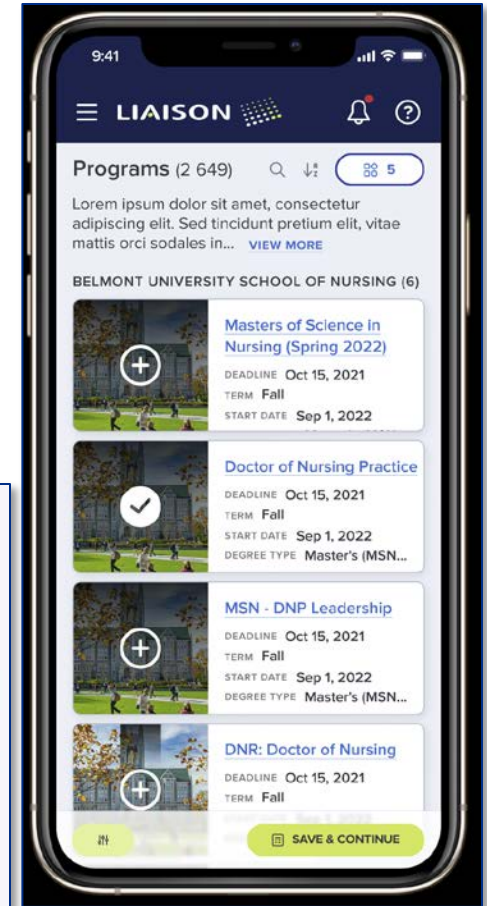 9:41
LIAISON
Programs (2 649)
5
Lorem ipsum dolor sit amet, consectetur
adipiscing elit. Sed tincidunt pretium elit, vitae
mattis orci sodales in... VIEW MORE
BELMONT UNIVERSITY SCHOOL OF NURSING (6)
Masters of Science in
Nursing (Spring 2022)
DEADLINE Oct 15, 2021
TERM Fall
START DATE Sep 1, 2022
Doctor of Nursing Practice
DEADLINE Oct 15, 2021
TERM Fall
START DATE Sep 1, 2022
DEGREE TYPE Master's (MSN...
MSN - DNP Leadership
DEADLINE Oct 15, 2021
TERM Fall
START DATE Sep 1, 2022
DEGREE TYPE Master's (MSN...
DNR: Doctor of Nursing
DEADLINE Oct 15, 2021
TERM Fall
SAVE & CONTINUE